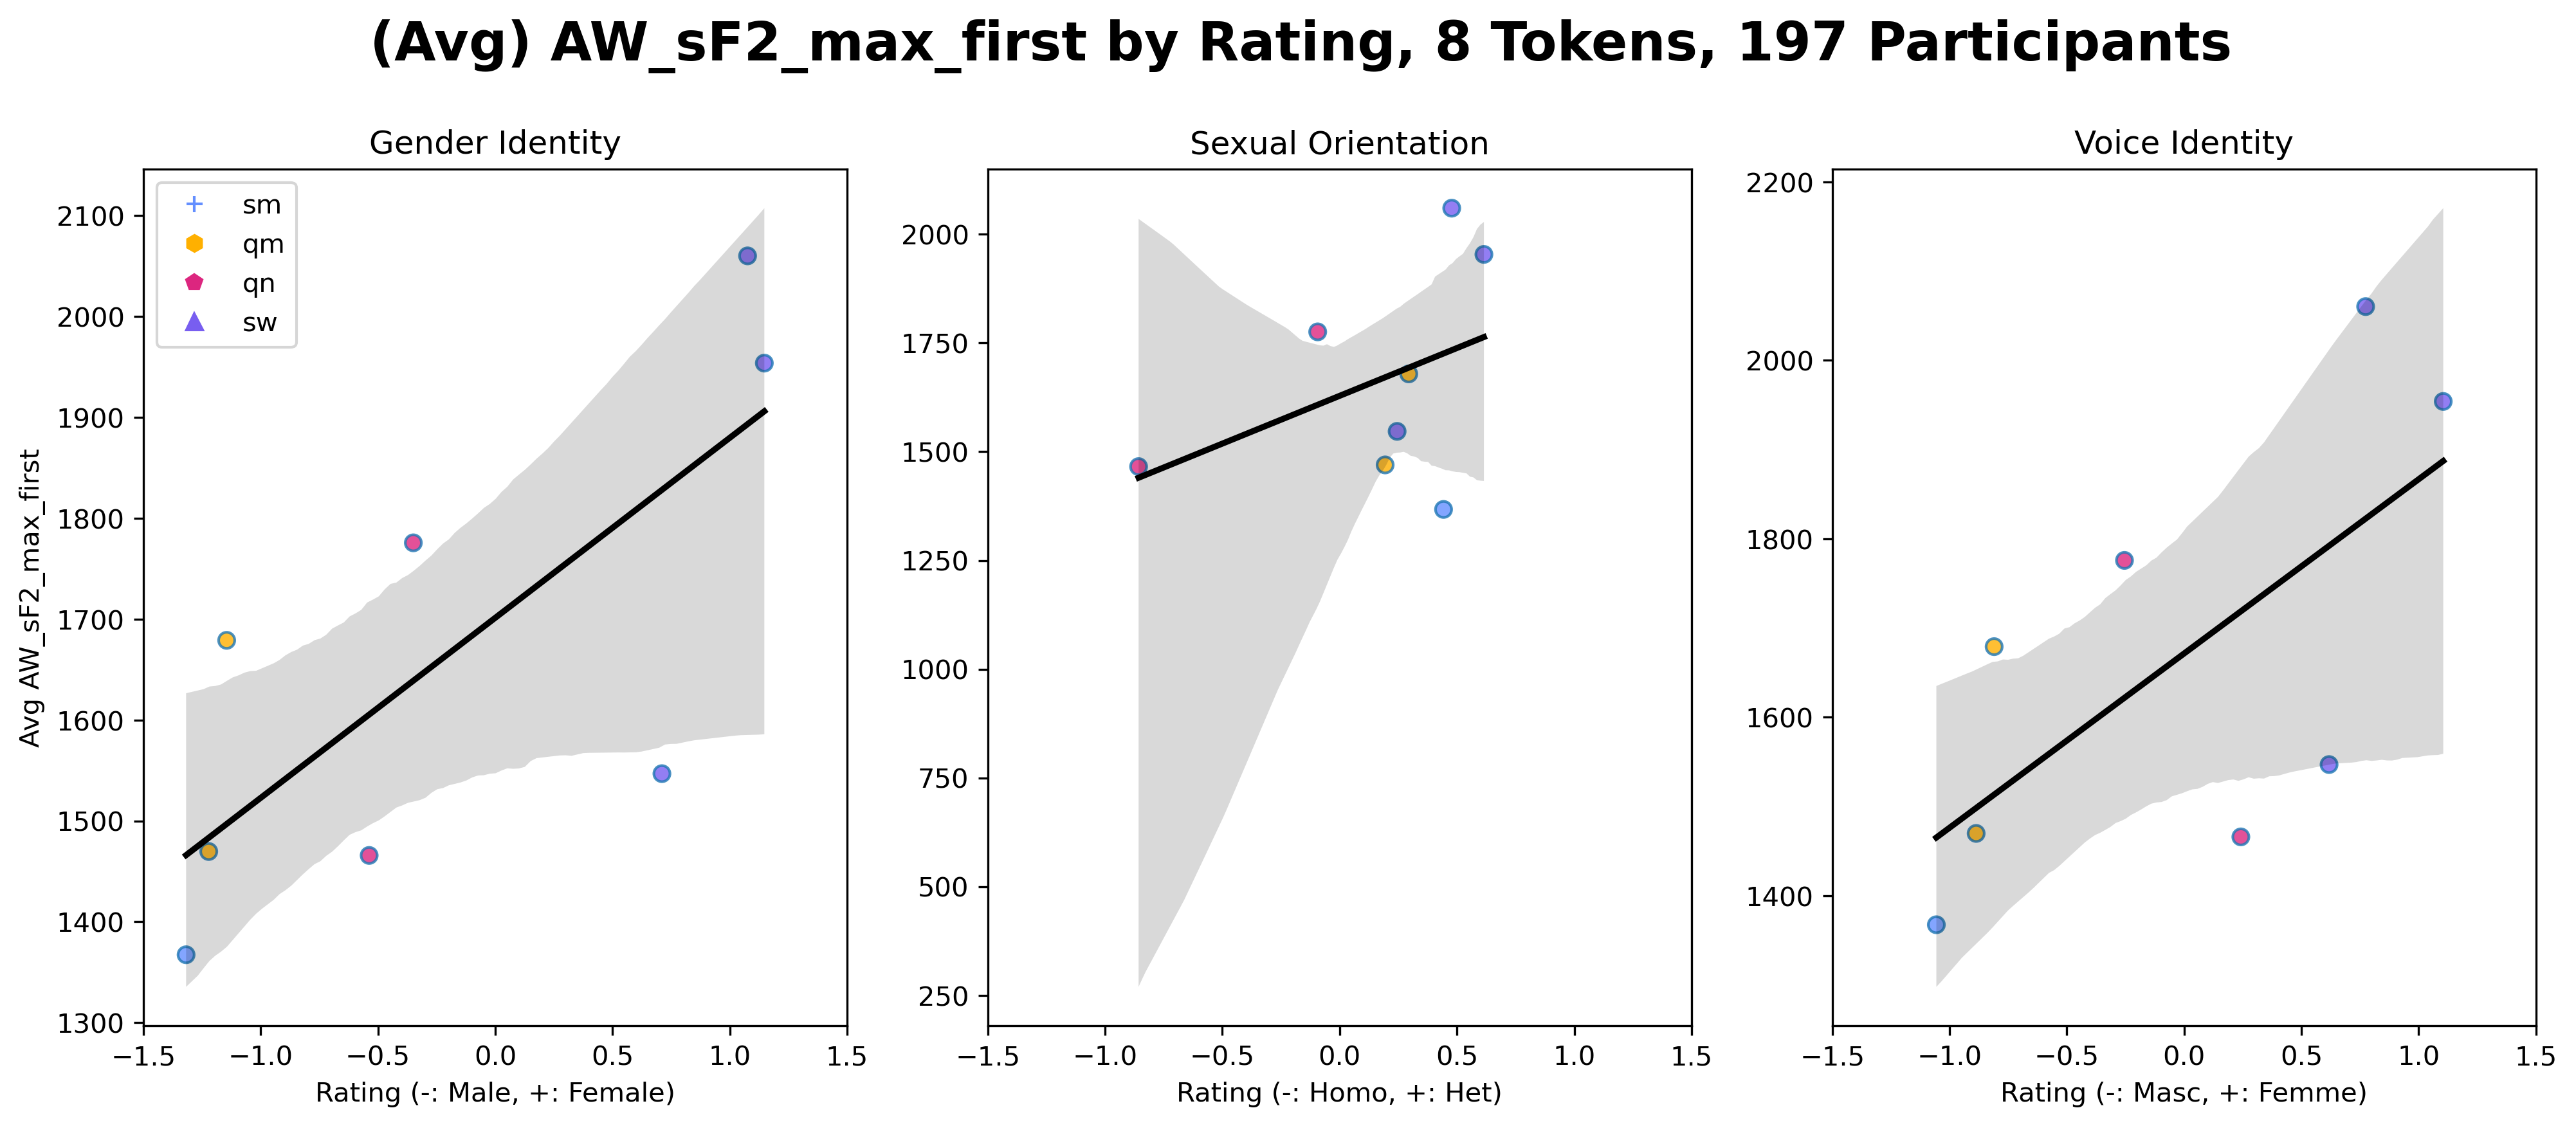 (Avg) AW_sF2_max_first by Rating, 8 Tokens, 197 Participants
Gender Identity
sm
qm
qn
sw
2100
2000
1900
1800
1700
1600
1500
1400
1300
Avg AW_sF2_max_first
−1.5 −1.0 −0.5 0.0 0.5 1.0 1.5
Rating (-: Male, +: Female)
Sexual Orientation
2000
1750
1500
1250
1000
750
500
250
−1.5 −1.0 −0.5 0.0 0.5 1.0 1.5
Rating (-: Homo, +: Het)
Voice Identity
2200
2000
1800
1600
1400
−1.5 −1.0 −0.5 0.0 0.5 1.0 1.5
Rating (-: Masc, +: Femme)